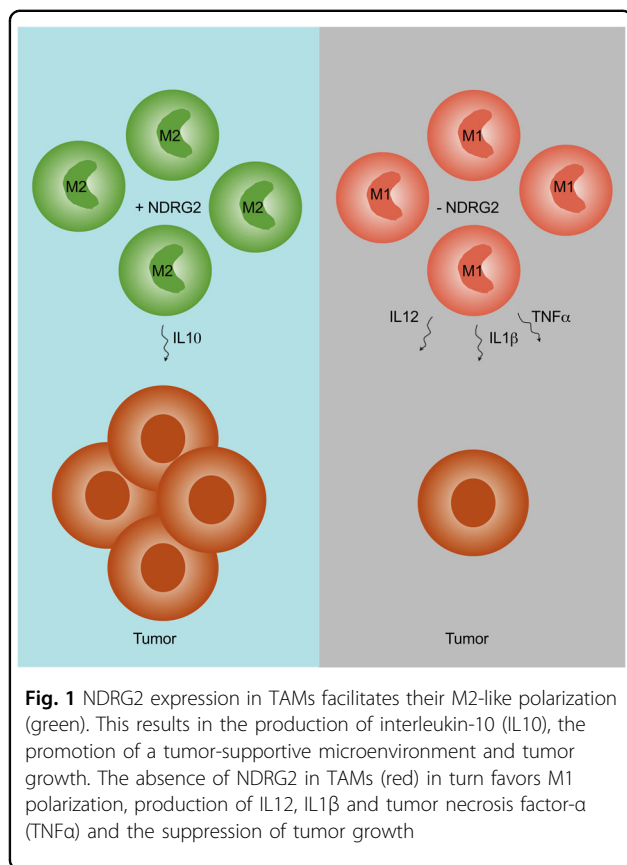 M2
M2
+ NDRG2
M2
M2
IL10
Tumor
M1
M1
- NDRG2
M1
M1
IL12
IL1β
TNFα
Tumor
Fig. 1 NDRG2 expression in TAMs facilitates their M2-like polarization
(green). This results in the production of interleukin-10 (IL10), the
promotion of a tumor-supportive microenvironment and tumor
growth. The absence of NDRG2 in TAMs (red) in turn favors M1
polarization, production of IL12, IL1β and tumor necrosis factor-α
(TNFα) and the suppression of tumor growth